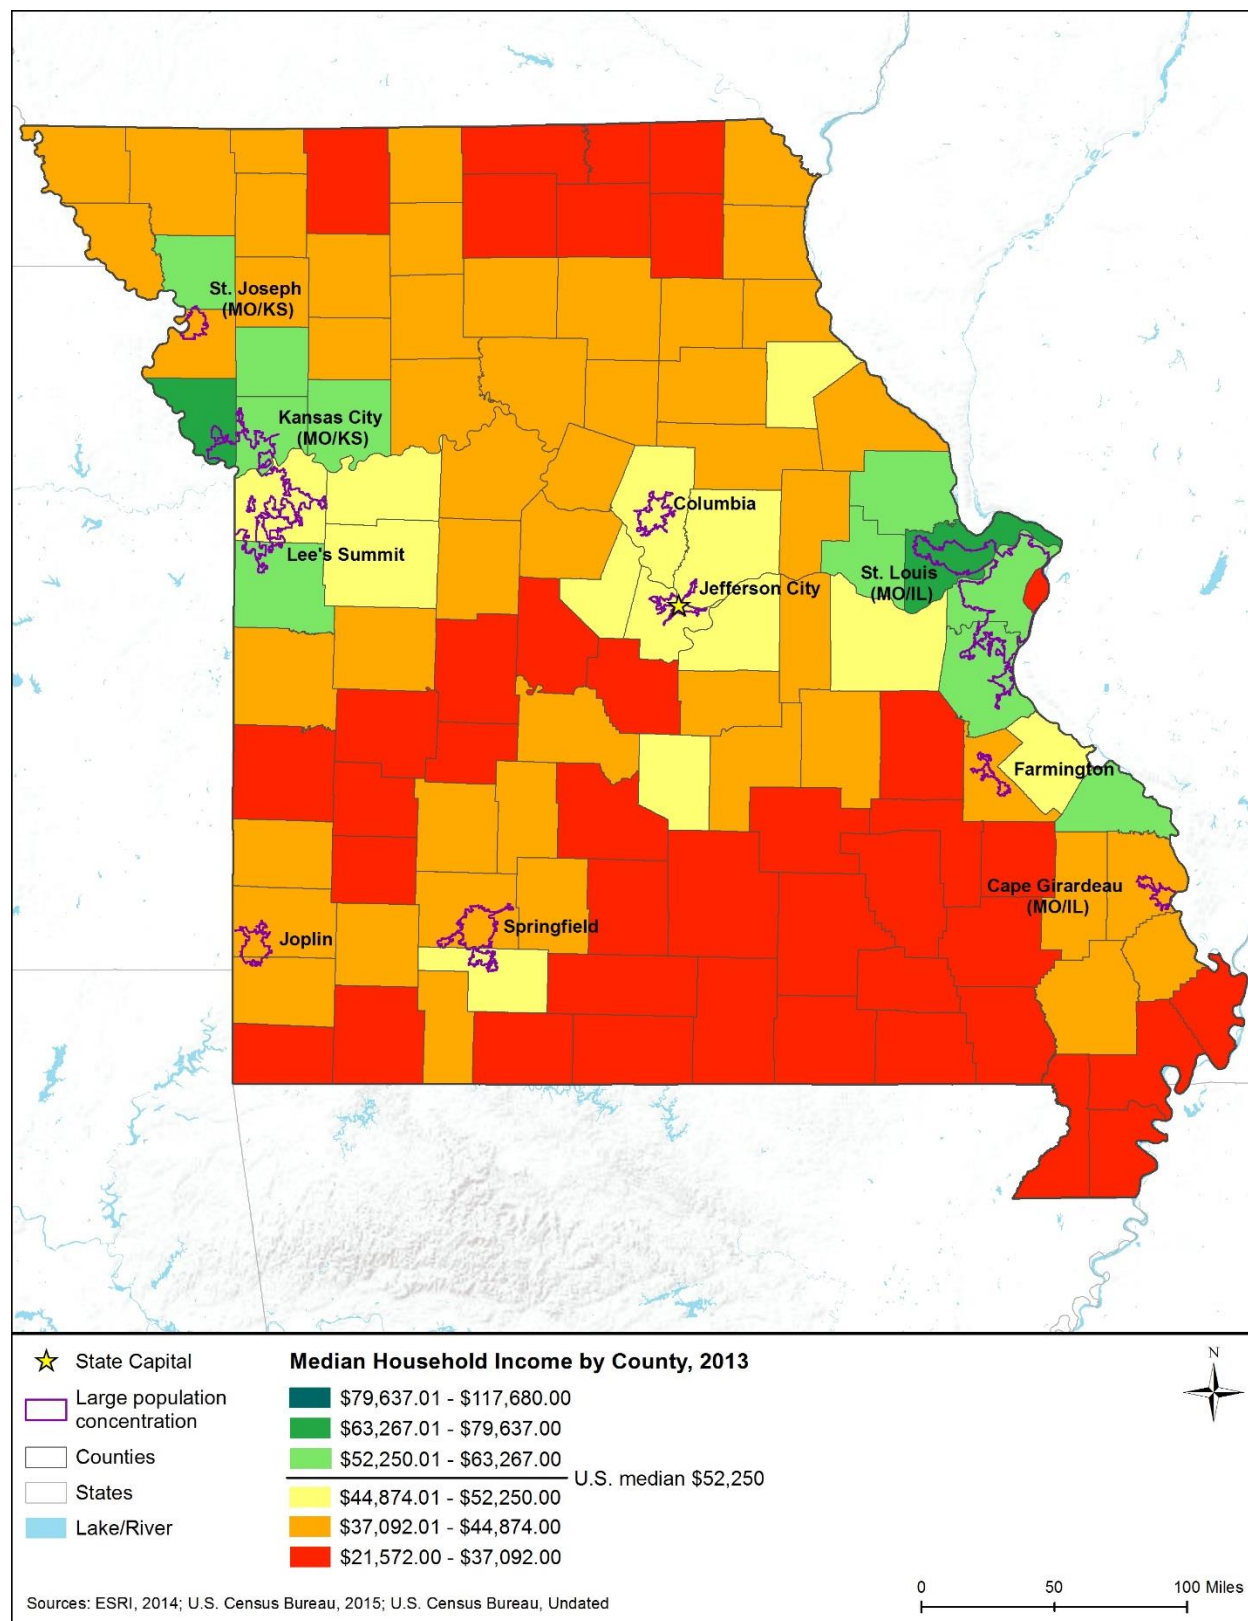 St. Joseph
(MO/KS)
Kansas City
(MO/KS)
Columbia
Lee's Summit
St. Louis
(MO/IL)
Jefferson City
Farmington
Cape Girardeau
(MO/IL)
Springfield
Joplin
State Capital
Large population
concentration
Counties
States
Lake/River
Median Household Income by County, 2013
$79,637.01 - $117,680.00
$63,267.01 - $79,637.00
$52,250.01 - $63,267.00
U.S. median $52,250
$44,874.01 - $52,250.00
$37,092.01 - $44,874.00
$21,572.00 - $37,092.00
N
0 50 100 Miles
Sources: ESRI, 2014; U.S. Census Bureau, 2015; U.S. Census Bureau, Undated